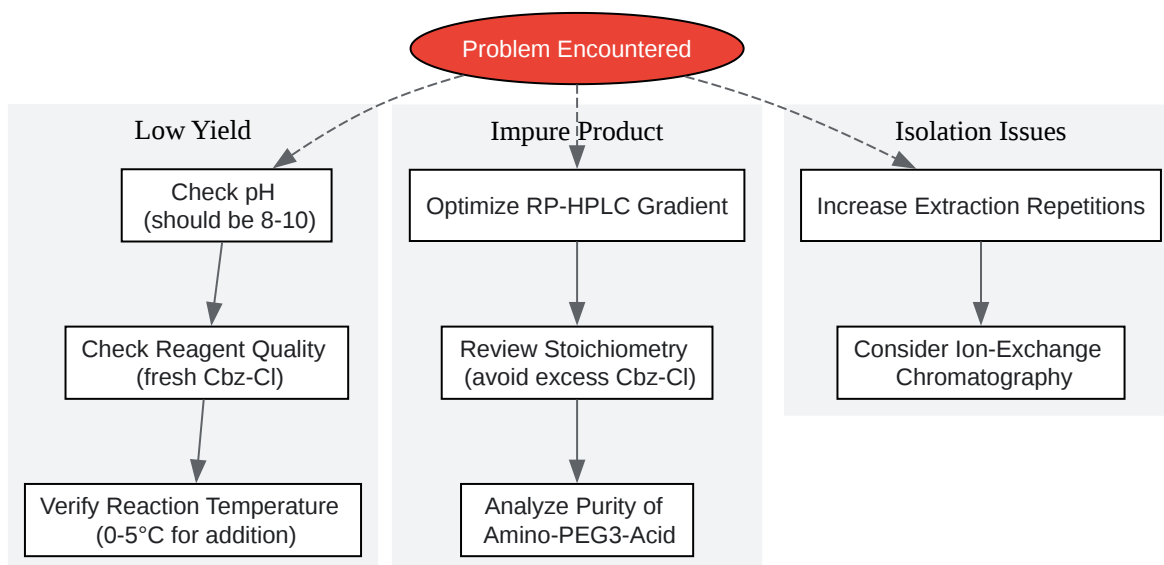 Problem Encountered
Low Yield
Check pH
(should be 8-10)
Check Reagent Quality
(fresh Cbz-Cl)
Verify Reaction Temperature
(0-5°C for addition)
Impure Product
Optimize RP-HPLC Gradient
Review Stoichiometry
(avoid excess Cbz-Cl)
Analyze Purity of
Amino-PEG3-Acid
Isolation Issues
Increase Extraction Repetitions
Consider Ion-Exchange
Chromatography